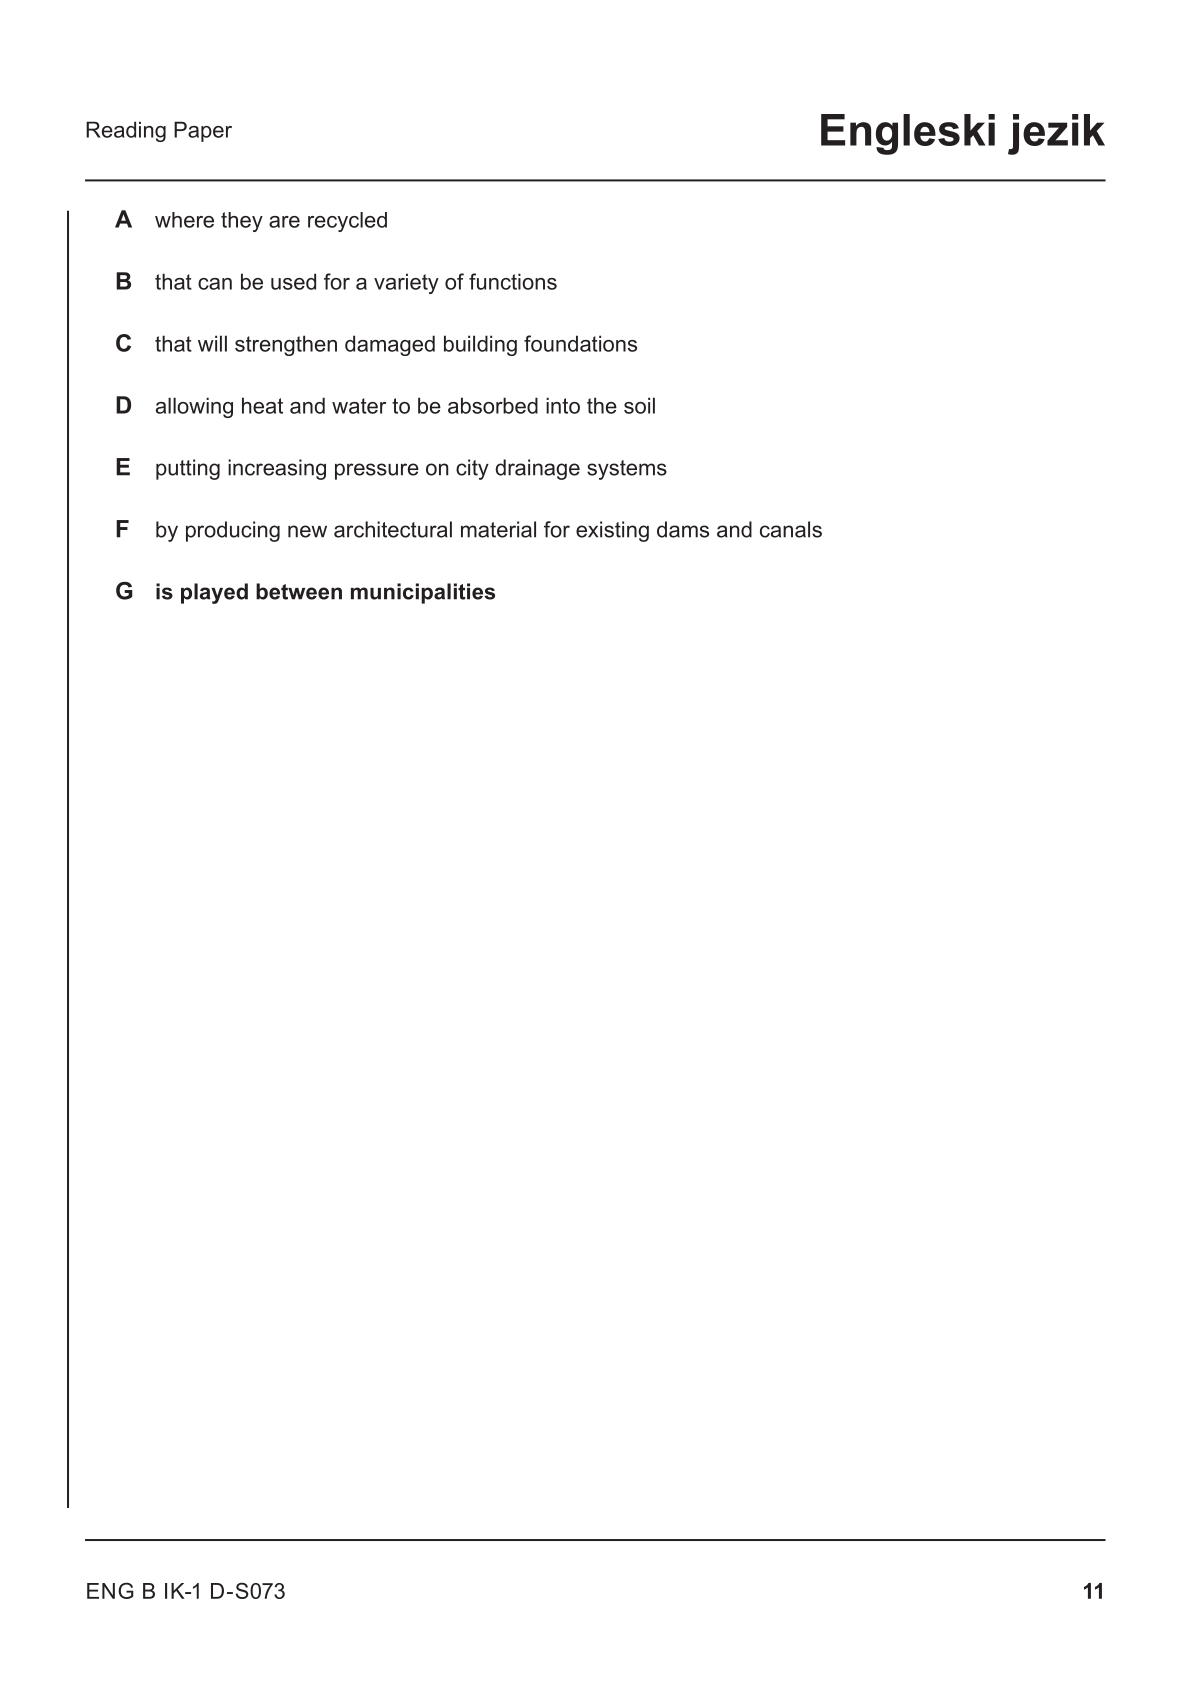 Reading Paper
Engleski jezik
A where they are recycled
B that can be used for a variety of functions
C that will strengthen damaged building foundations
D allowing heat and water to be absorbed into the soil
E putting increasing pressure on city drainage systems
F by producing new architectural material for existing dams and canals
G is played between municipalities
ENG B IK-1 D-S073
11